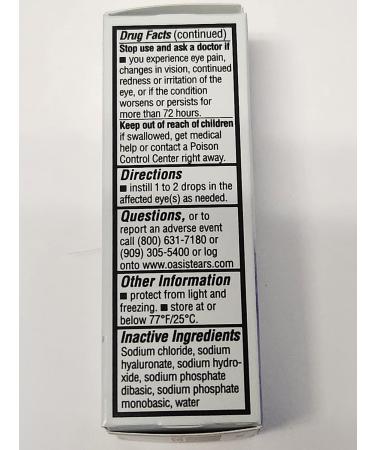 Drug Facts (continued)
Stop use and ask a doctor if
■ you experience eye pain,
changes in vision, continued
redness or irritation of the
eye, or if the condition
worsens or persists for
more than 72 hours.
Keep out of reach of children
if swallowed, get medical
help or contact a Poison
Control Center right away.
Directions
■ instill 1 to 2 drops in the
affected eye(s) as needed.
Questions, or to
report an adverse event
call (800) 631-7180 or
(909) 305-5400 or log
onto www.oasistears.com
Other Information
■ protect from light and
freezing. ■ store at or
below 77°F/25°C.
Inactive Ingredients
Sodium chloride, sodium
hyaluronate, sodium hydro-
xide, sodium phosphate
dibasic, sodium phosphate
monobasic, water